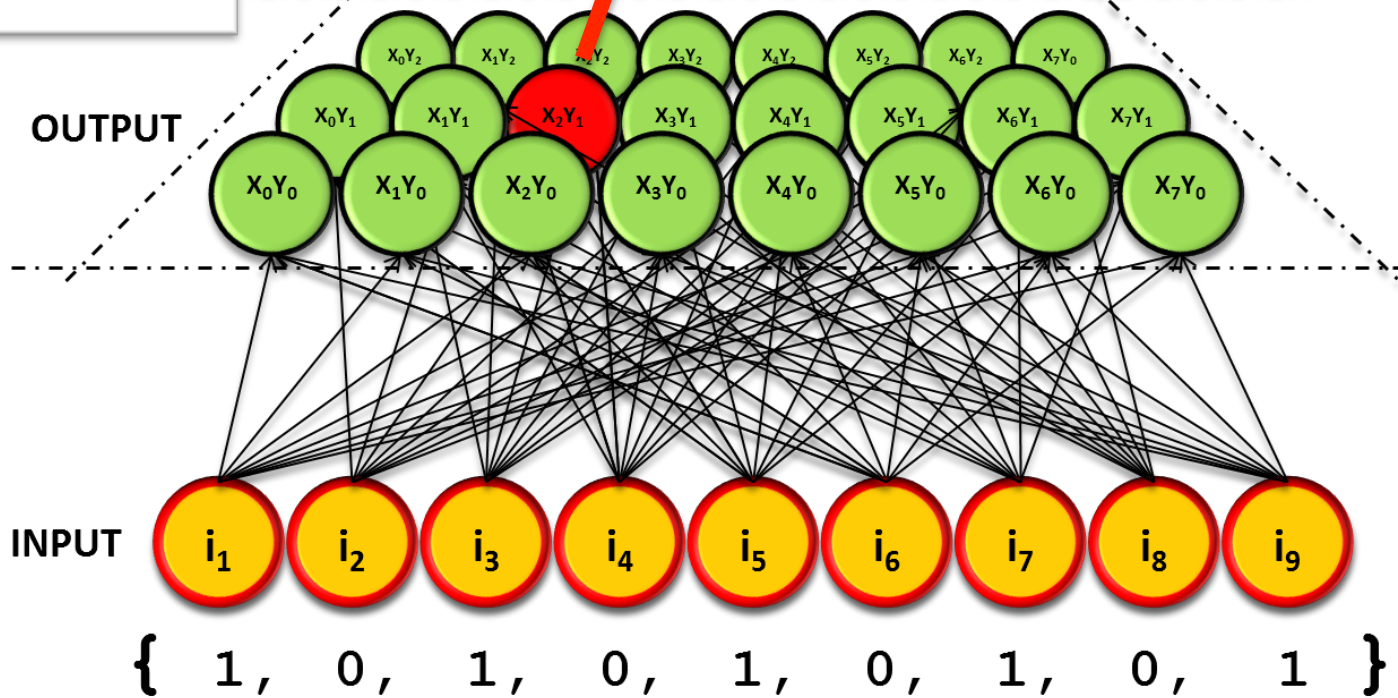 X₀Y₂ X₁Y₂ X₂Y₂ X₃Y₂ X₄Y₂ X₅Y₂ X₆Y₂ X₇Y₀
OUTPUT X₀Y₁ X₁Y₁ X₂Y₁ X₃Y₁ X₄Y₁ X₅Y₁ X₆Y₁ X₇Y₁
X₀Y₀ X₁Y₀ X₂Y₀ X₃Y₀ X₄Y₀ X₅Y₀ X₆Y₀ X₇Y₀
INPUT i₁ i₂ i₃ i₄ i₅ i₆ i₇ i₈ i₉
{ 1, 0, 1, 0, 1, 0, 1, 0, 1 }